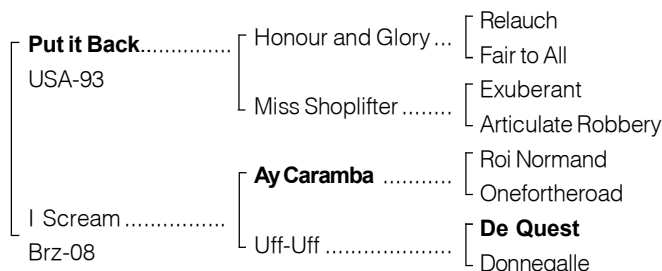 Relauch
Put it Back.............. Honour and Glory...
Fair to All
USA-93
Exuberant
Miss Shoplifter ........
Articulate Robbery
Roi Normand
Ay Caramba ...........
Onefortheroad
I Scream ................
De Quest
Brz-08
Uff-Uff ....................
Donnegalle